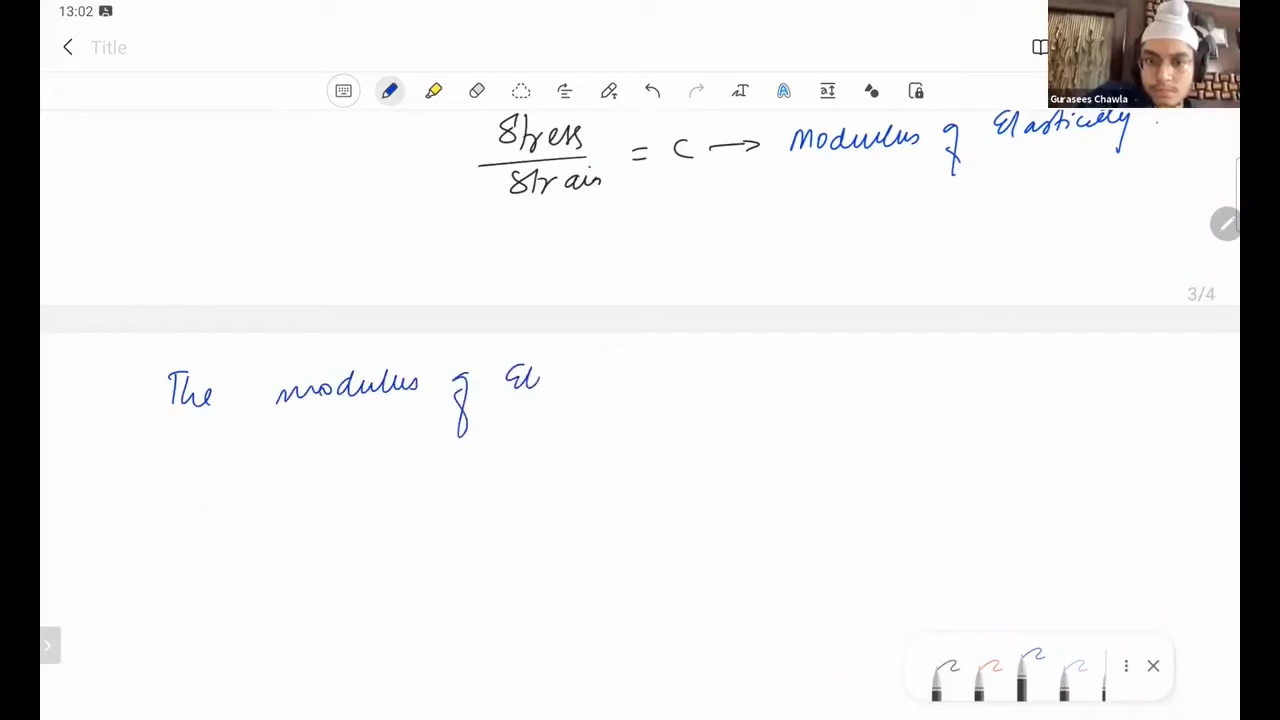 13:02
Title
Gurasees Chawla
Stress
Strain
= C → Modulus of Elasticity.
3/4
The modulus of El